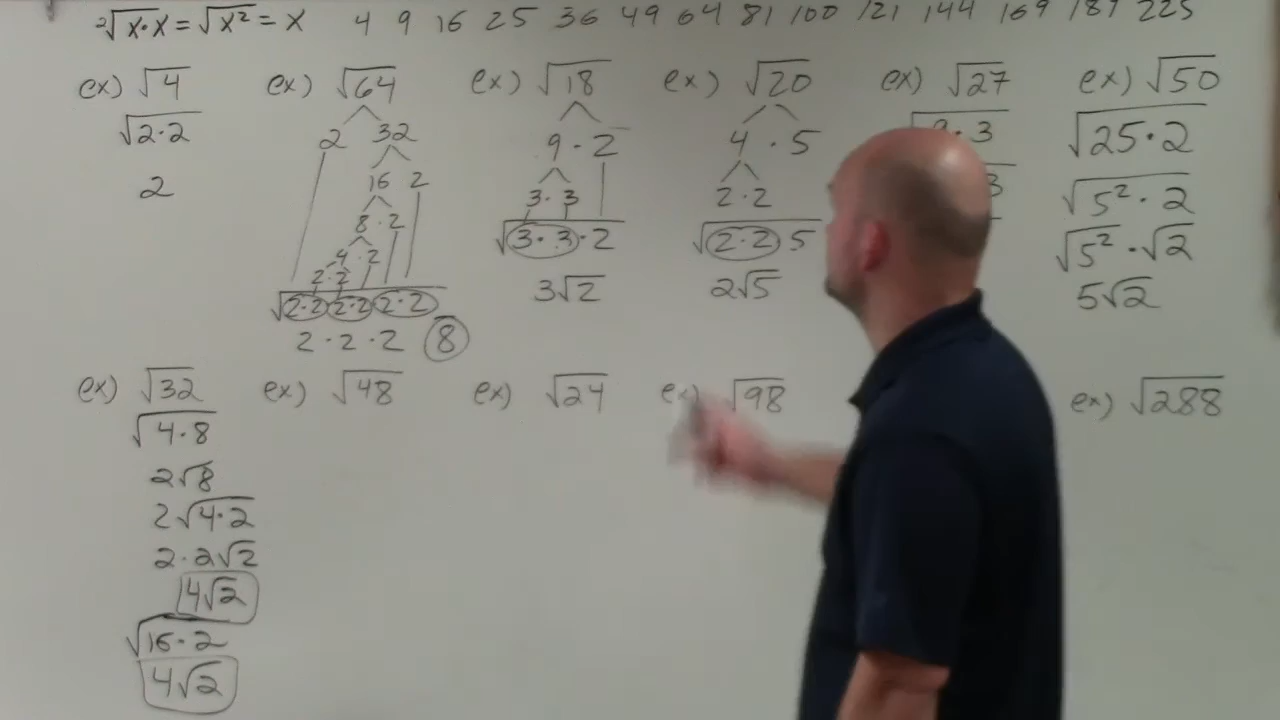 ²√x·x = √x² = x 4 9 16 25 36 49 64 81 100 121 144 169 189 225
ex) √4
√2·2
2
ex) √64
2 32
16 2
8·2
4·2
2·2
√2·2 2·2 2·2
2·2·2 8
ex) √18
9·2
3·3
√3·3·2
3√2
ex) √20
4·5
2·2
√2·2 5
2√5
ex) √27
·3
3
ex) √50
√25·2
√5²·2
√5²·√2
5√2
ex) √32
√4·8
2√8
2√4·2
2·2√2
4√2
√16·2
4√2
ex) √48
ex) √24
ex) √98
ex) √288